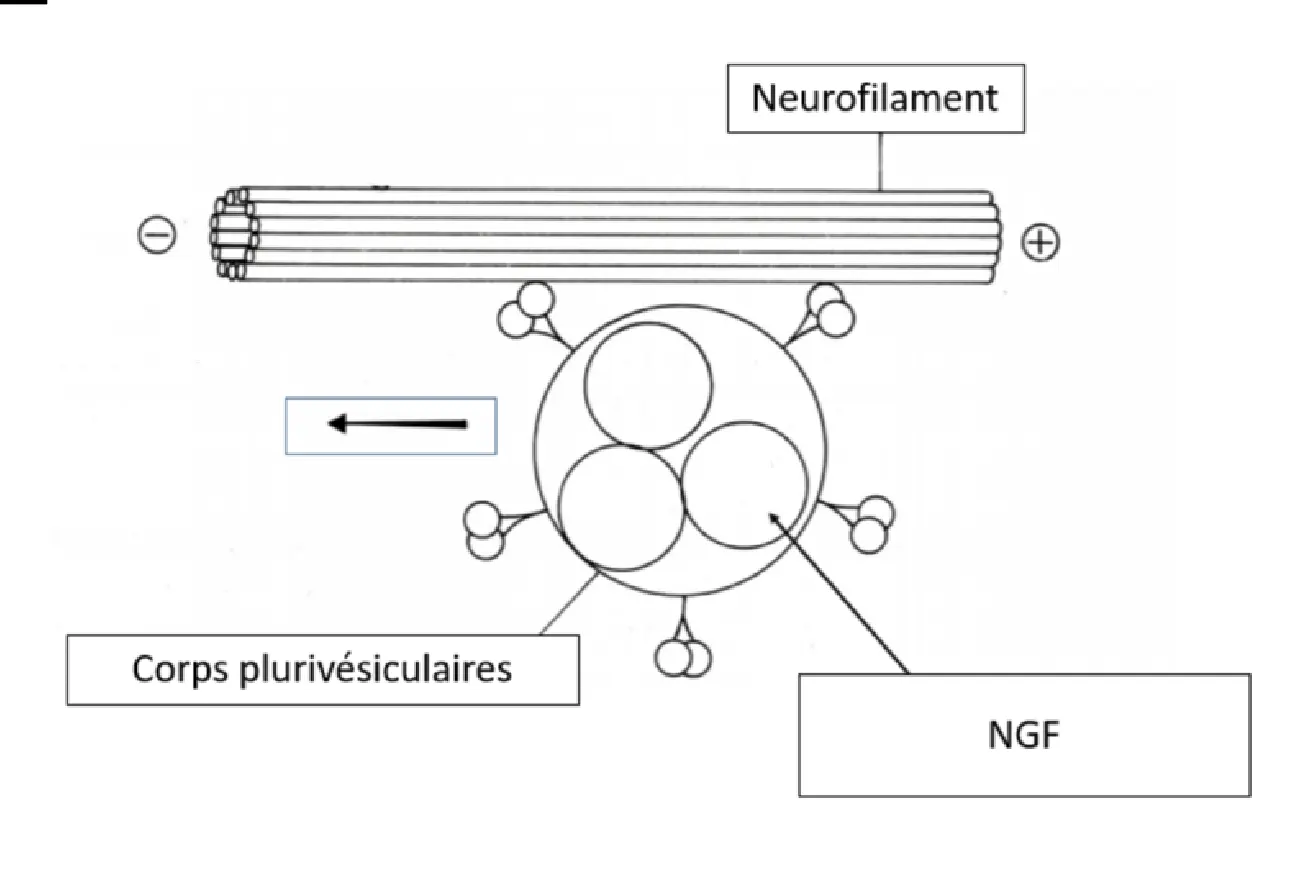 Neurofilament
⊖
⊕
Corps plurivésiculaires
NGF